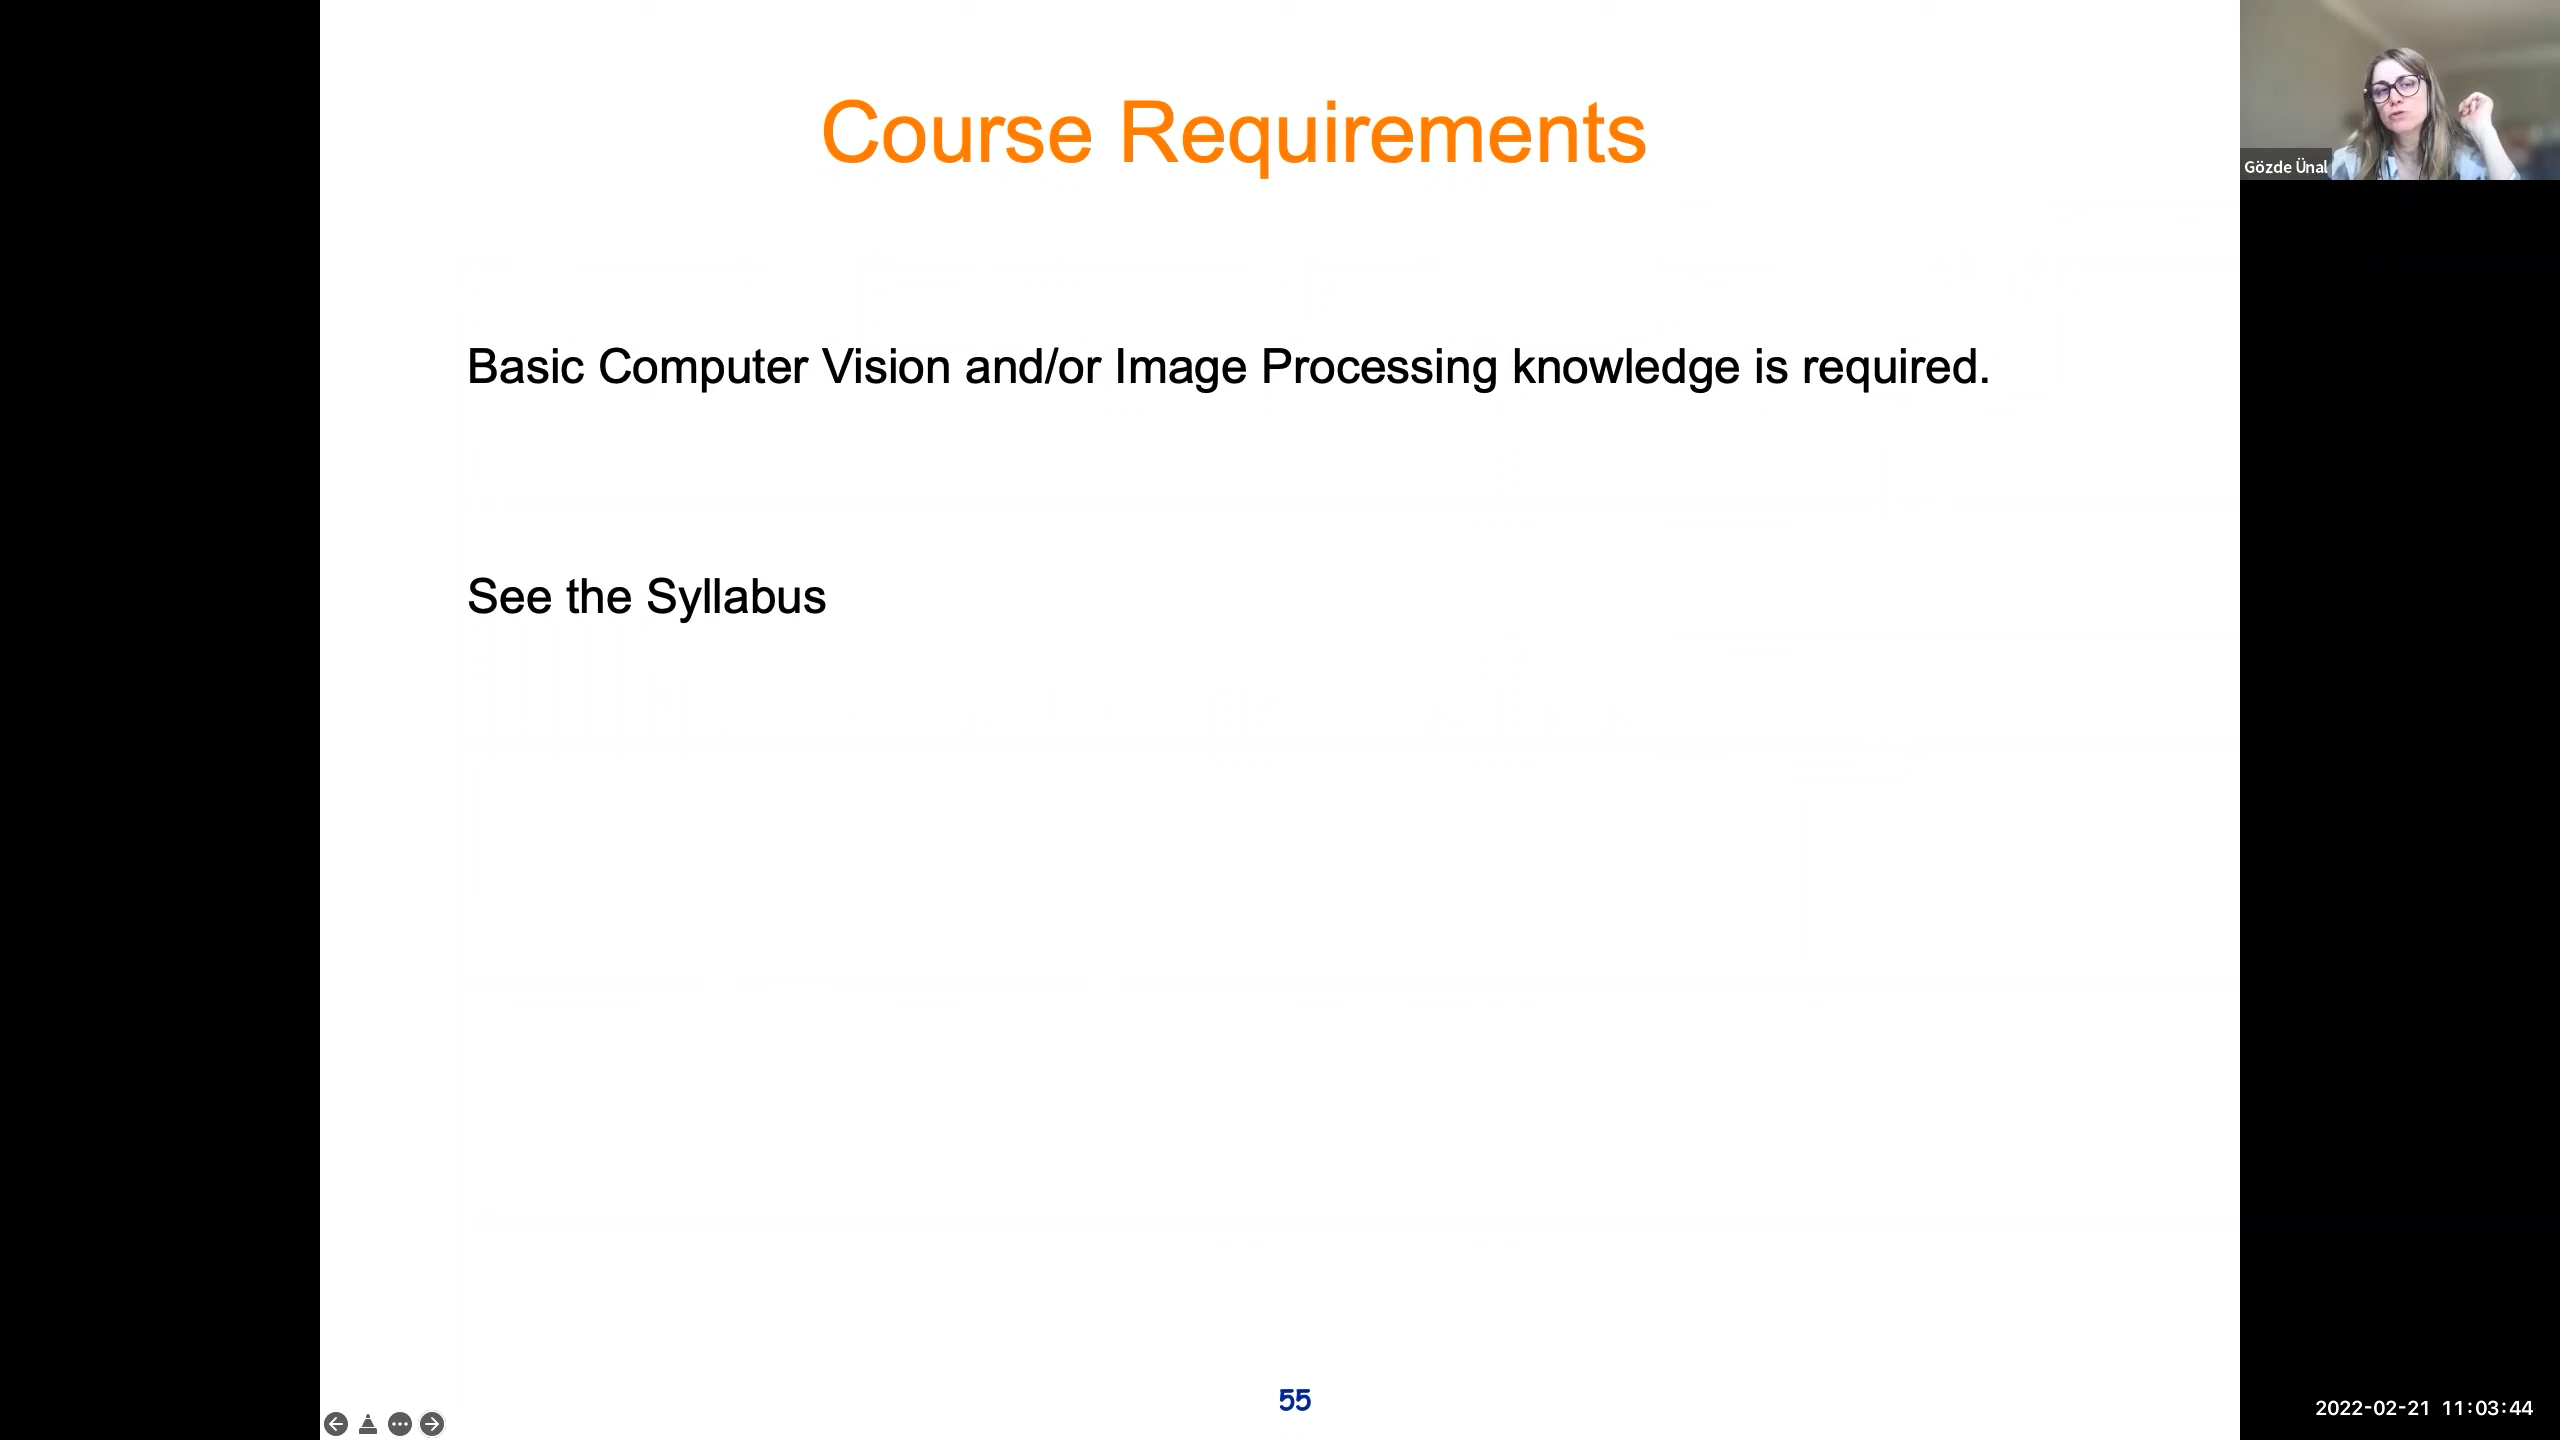 Course Requirements
Gözde Ünal
Basic Computer Vision and/or Image Processing knowledge is required.
See the Syllabus
55
2022-02-21 11:03:44